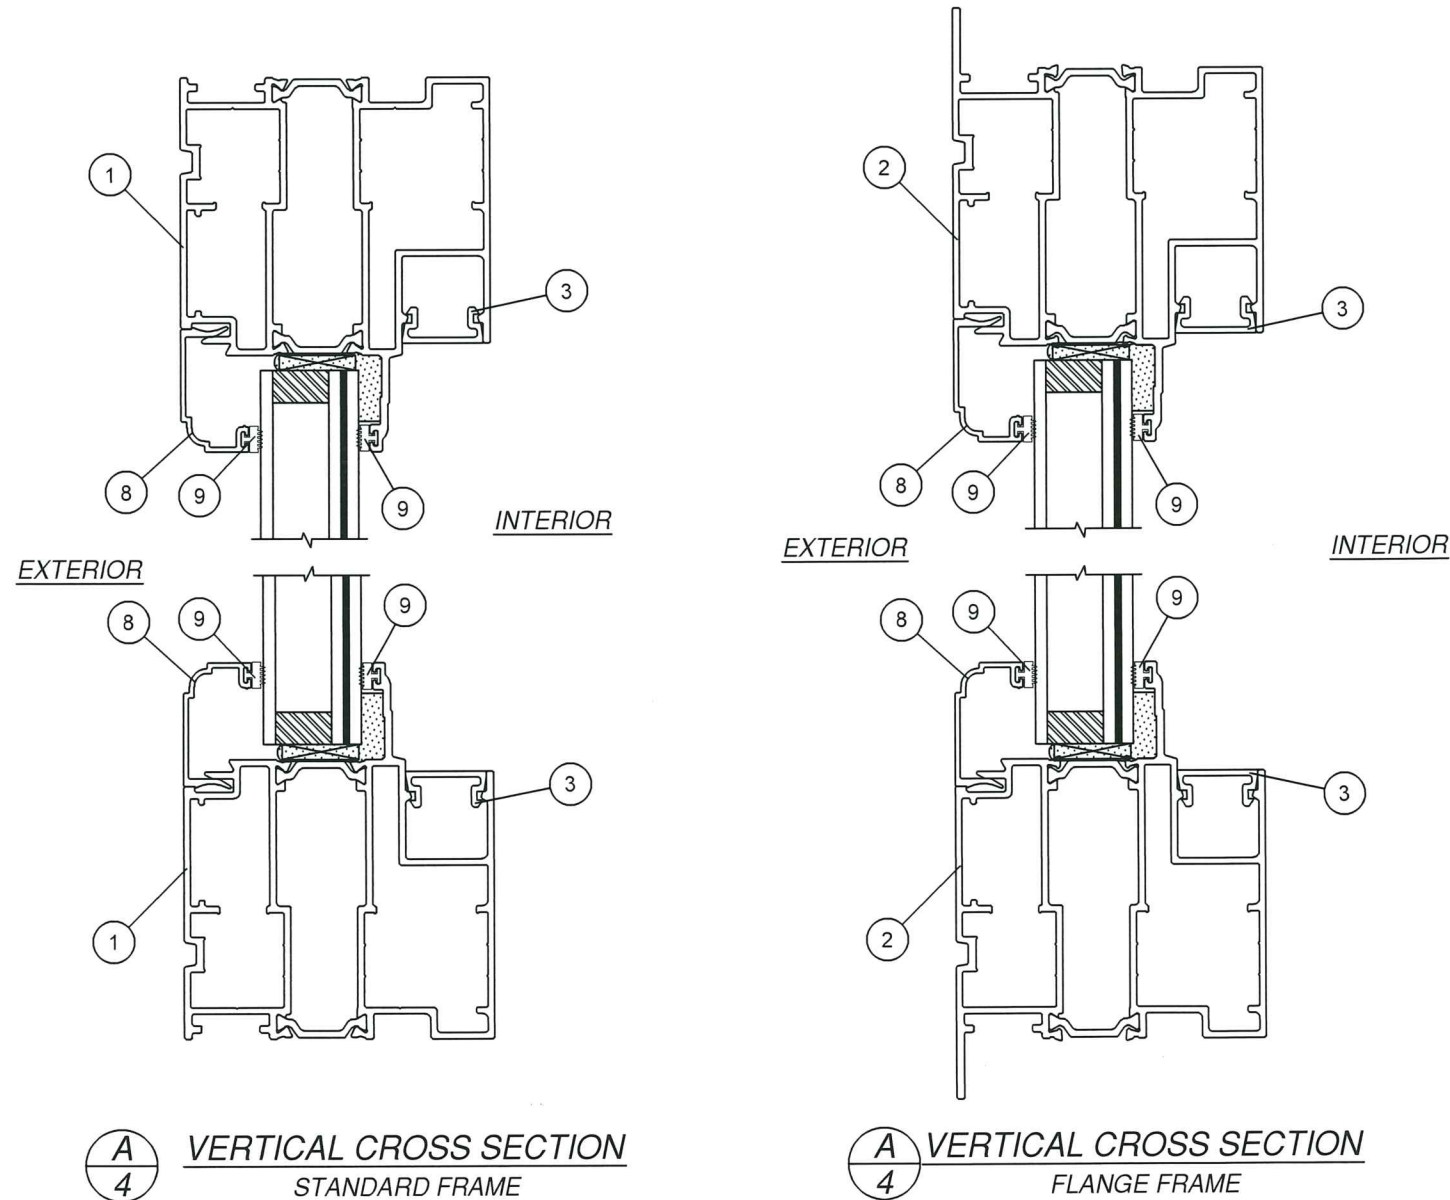 1
3
8
9
9
INTERIOR
EXTERIOR
8
9
9
3
1
A
4
VERTICAL CROSS SECTION
STANDARD FRAME
2
3
8
9
9
EXTERIOR
INTERIOR
8
9
9
3
2
A
4
VERTICAL CROSS SECTION
FLANGE FRAME